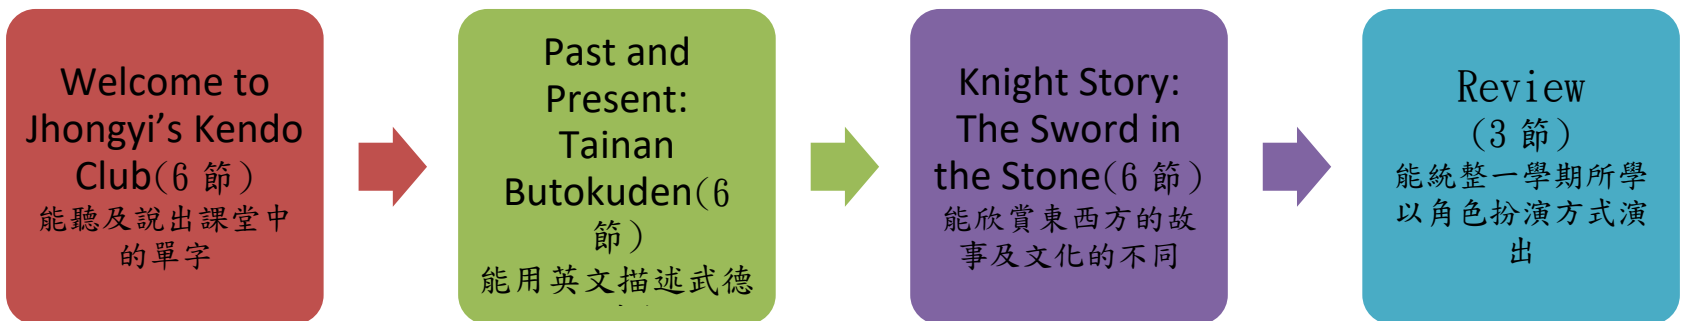 Welcome to
Jhongyi’s Kendo
Club(6 節)
能聽及說出課堂中
的單字
Past and
Present:
Tainan
Butokuden(6
節)
能用英文描述武德
Knight Story:
The Sword in
the Stone(6 節)
能欣賞東西方的故
事及文化的不同
Review
(3 節)
能統整一學期所學
以角色扮演方式演
出